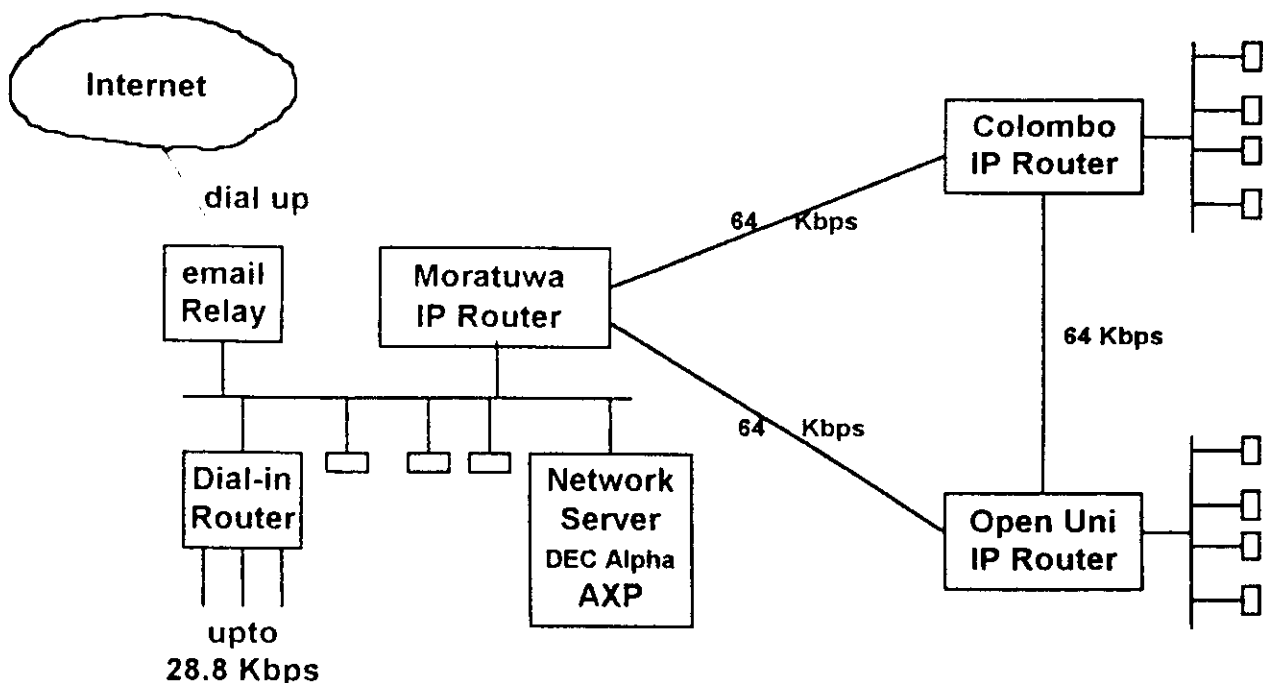 Internet
dial up
email
Relay
Moratuwa
IP Router
Colombo
IP Router
64 Kbps
64 Kbps
64 Kbps
Dial-in
Router
Network
Server
DEC Alpha
AXP
Open Uni
IP Router
upto
28.8 Kbps